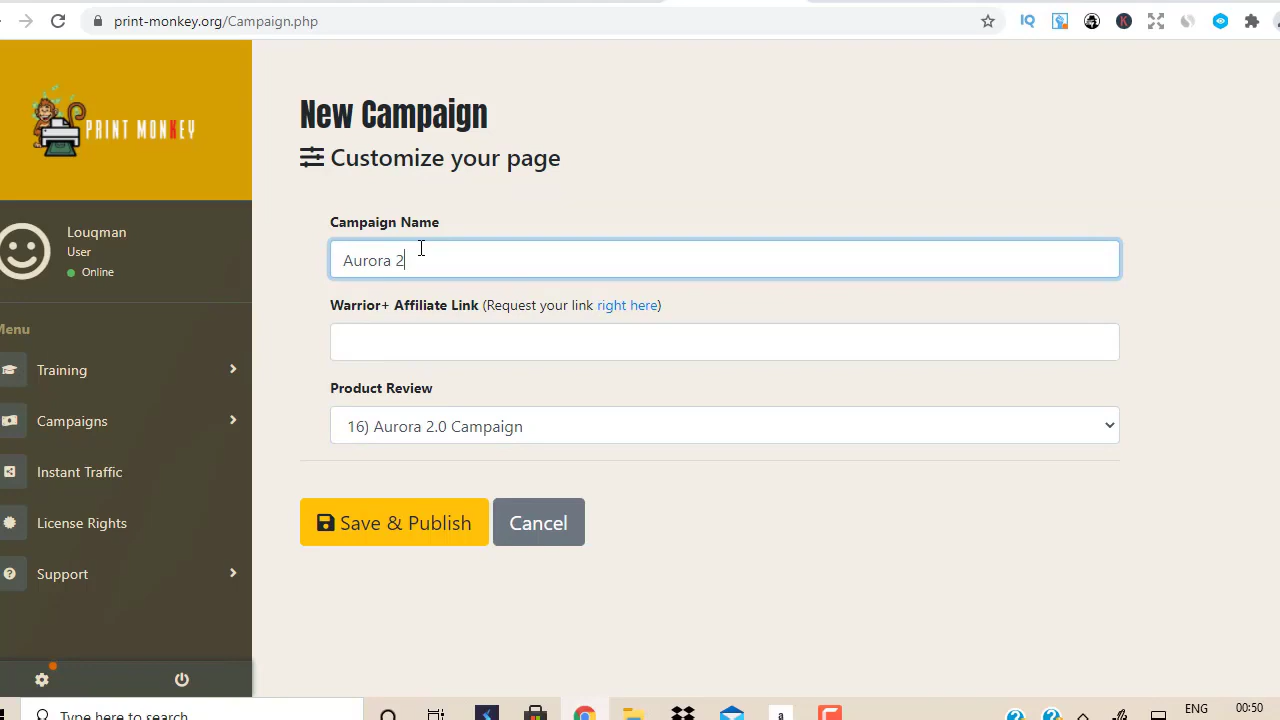 print-monkey.org/Campaign.php
IQ
K
PRINT MONKEY
Louqman
User
Online
Menu
Training
Campaigns
Instant Traffic
License Rights
Support
New Campaign
Customize your page
Campaign Name
Aurora 2
Warrior+ Affiliate Link (Request your link right here)
Product Review
16) Aurora 2.0 Campaign
Save & Publish
Cancel
Type here to search
a
ENG
00:50